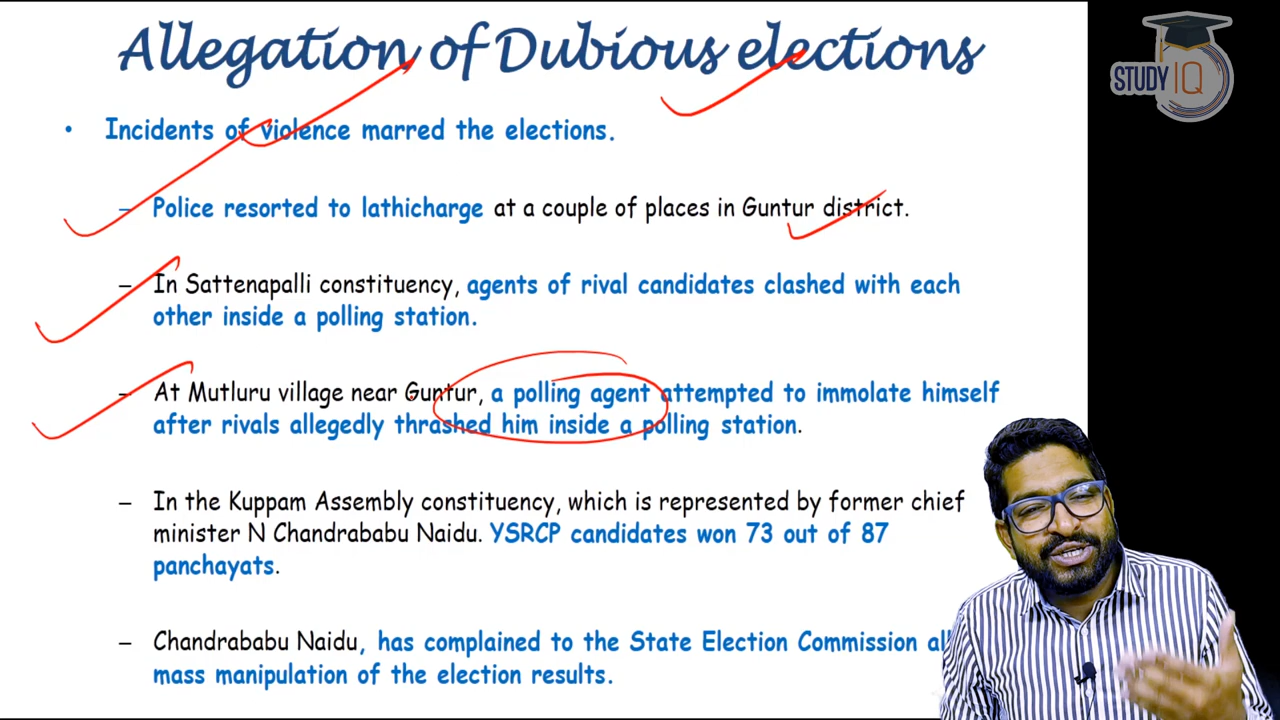 Allegation of Dubious elections
STUDY IQ
• Incidents of violence marred the elections.
– Police resorted to lathicharge at a couple of places in Guntur district.
– In Sattenapalli constituency, agents of rival candidates clashed with each
other inside a polling station.
– At Mutluru village near Guntur, a polling agent attempted to immolate himself
after rivals allegedly thrashed him inside a polling station.
– In the Kuppam Assembly constituency, which is represented by former chief
minister N Chandrababu Naidu. YSRCP candidates won 73 out of 87
panchayats.
– Chandrababu Naidu, has complained to the State Election Commission
mass manipulation of the election results.